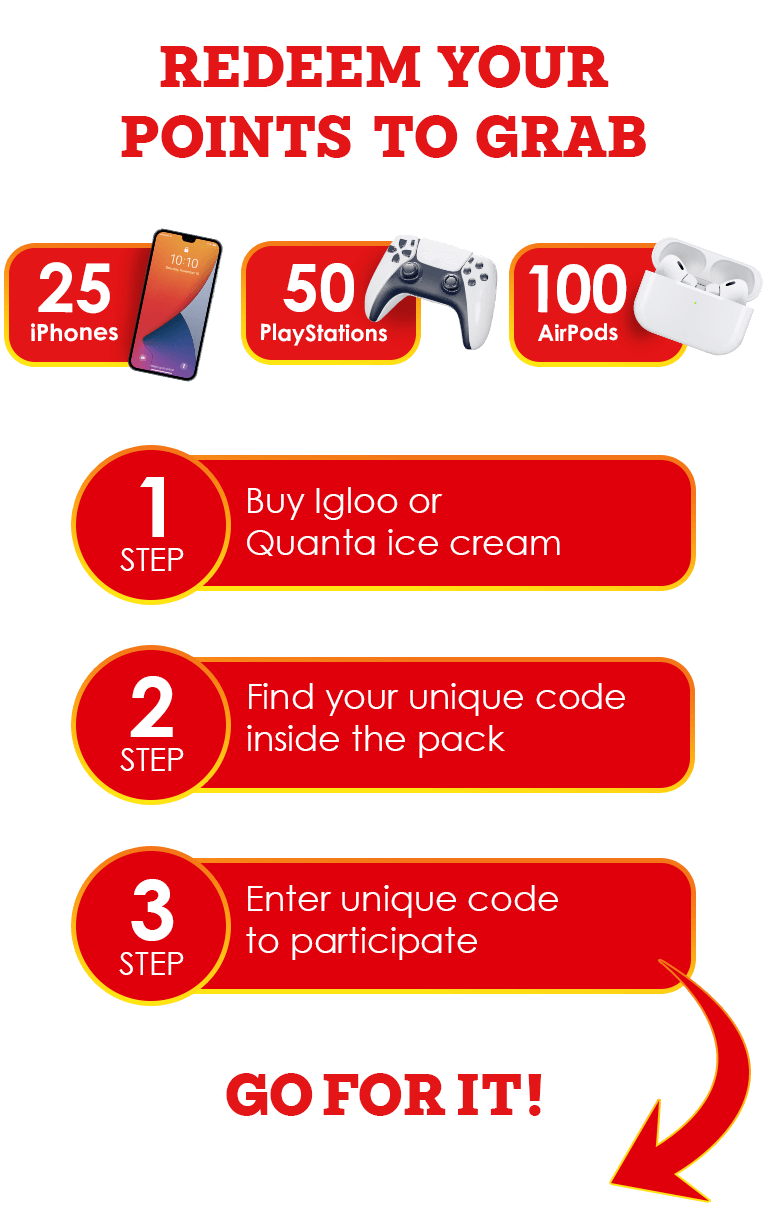 REDEEM YOUR
POINTS TO GRAB
25
iPhones
10:10
50
PlayStations
100
AirPods
1
STEP
Buy Igloo or
Quanta ice cream
2
STEP
Find your unique code
inside the pack
3
STEP
Enter unique code
to participate
GO FOR IT!